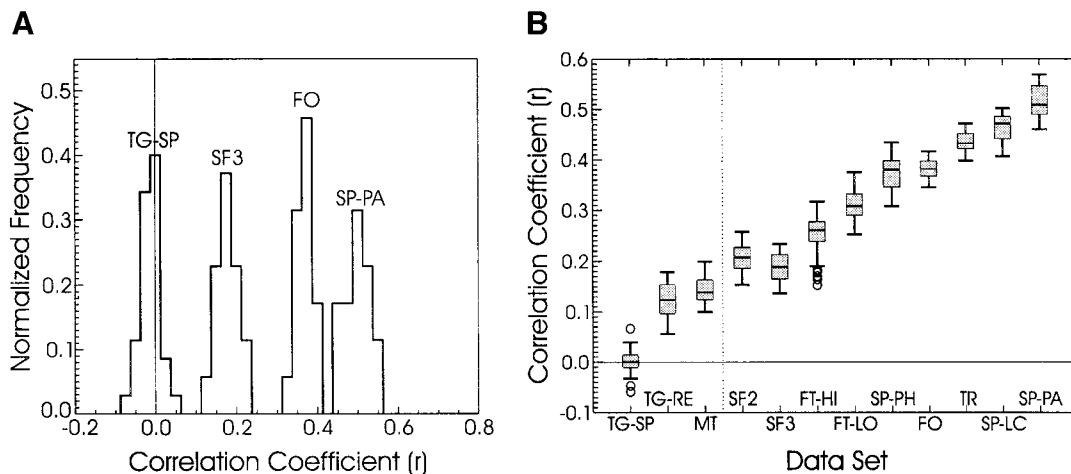 A
Normalized Frequency
0.5
0.4
0.3
0.2
0.1
0.0
-0.2 0.0 0.2 0.4 0.6 0.8
Correlation Coefficient (r)
TG-SP
SF3
FO
SP-PA
B
Correlation Coefficient (r)
0.6
0.5
0.4
0.3
0.2
0.1
0.0
-0.1
TG-RE SF2 FT-HI SP-PH TR SP-PA
TG-SP MT SF3 FT-LO FO SP-LC
Data Set